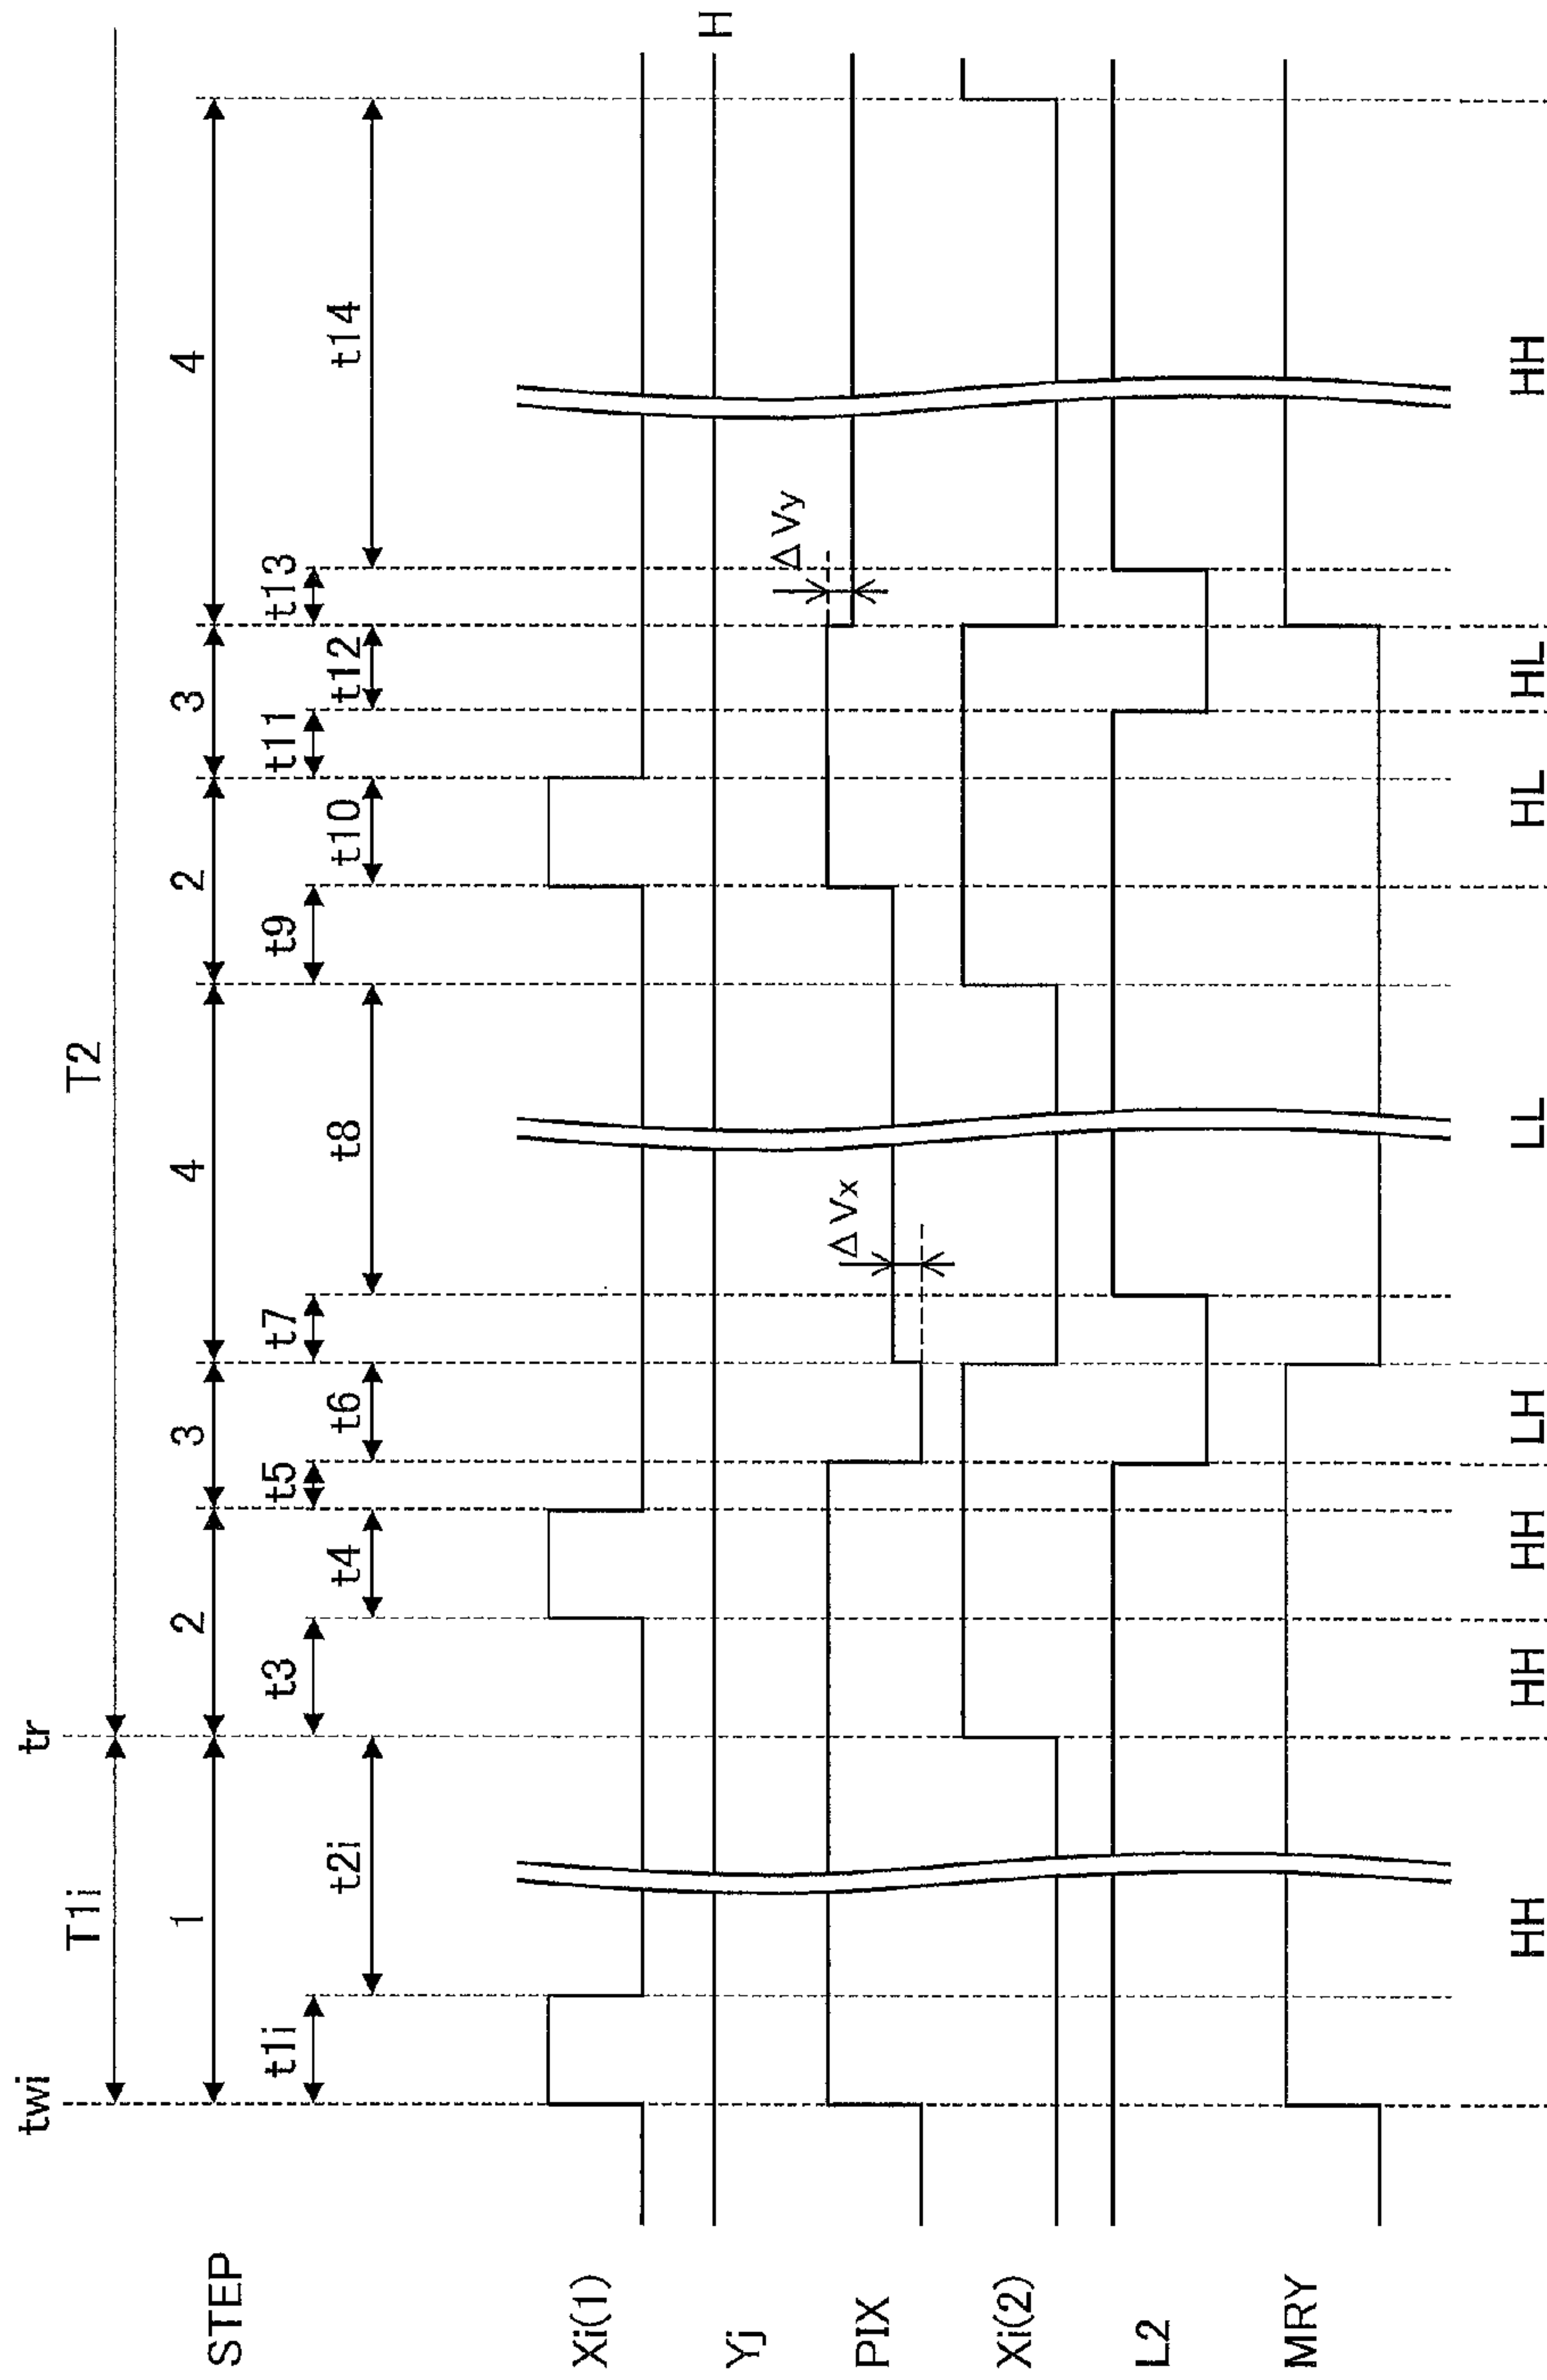 twi tr
T1i T2
STEP 1 2 3 4 2 3 4
t1i t3 t5 t7 t9 t11 t13
t2i t4 t6 t8 t10 t12 t14
Xi(1)
Yj H
PIX ΔVx ΔVy
Xi(2)
L2
MRY
HH HH HH LH LL HL HL HH